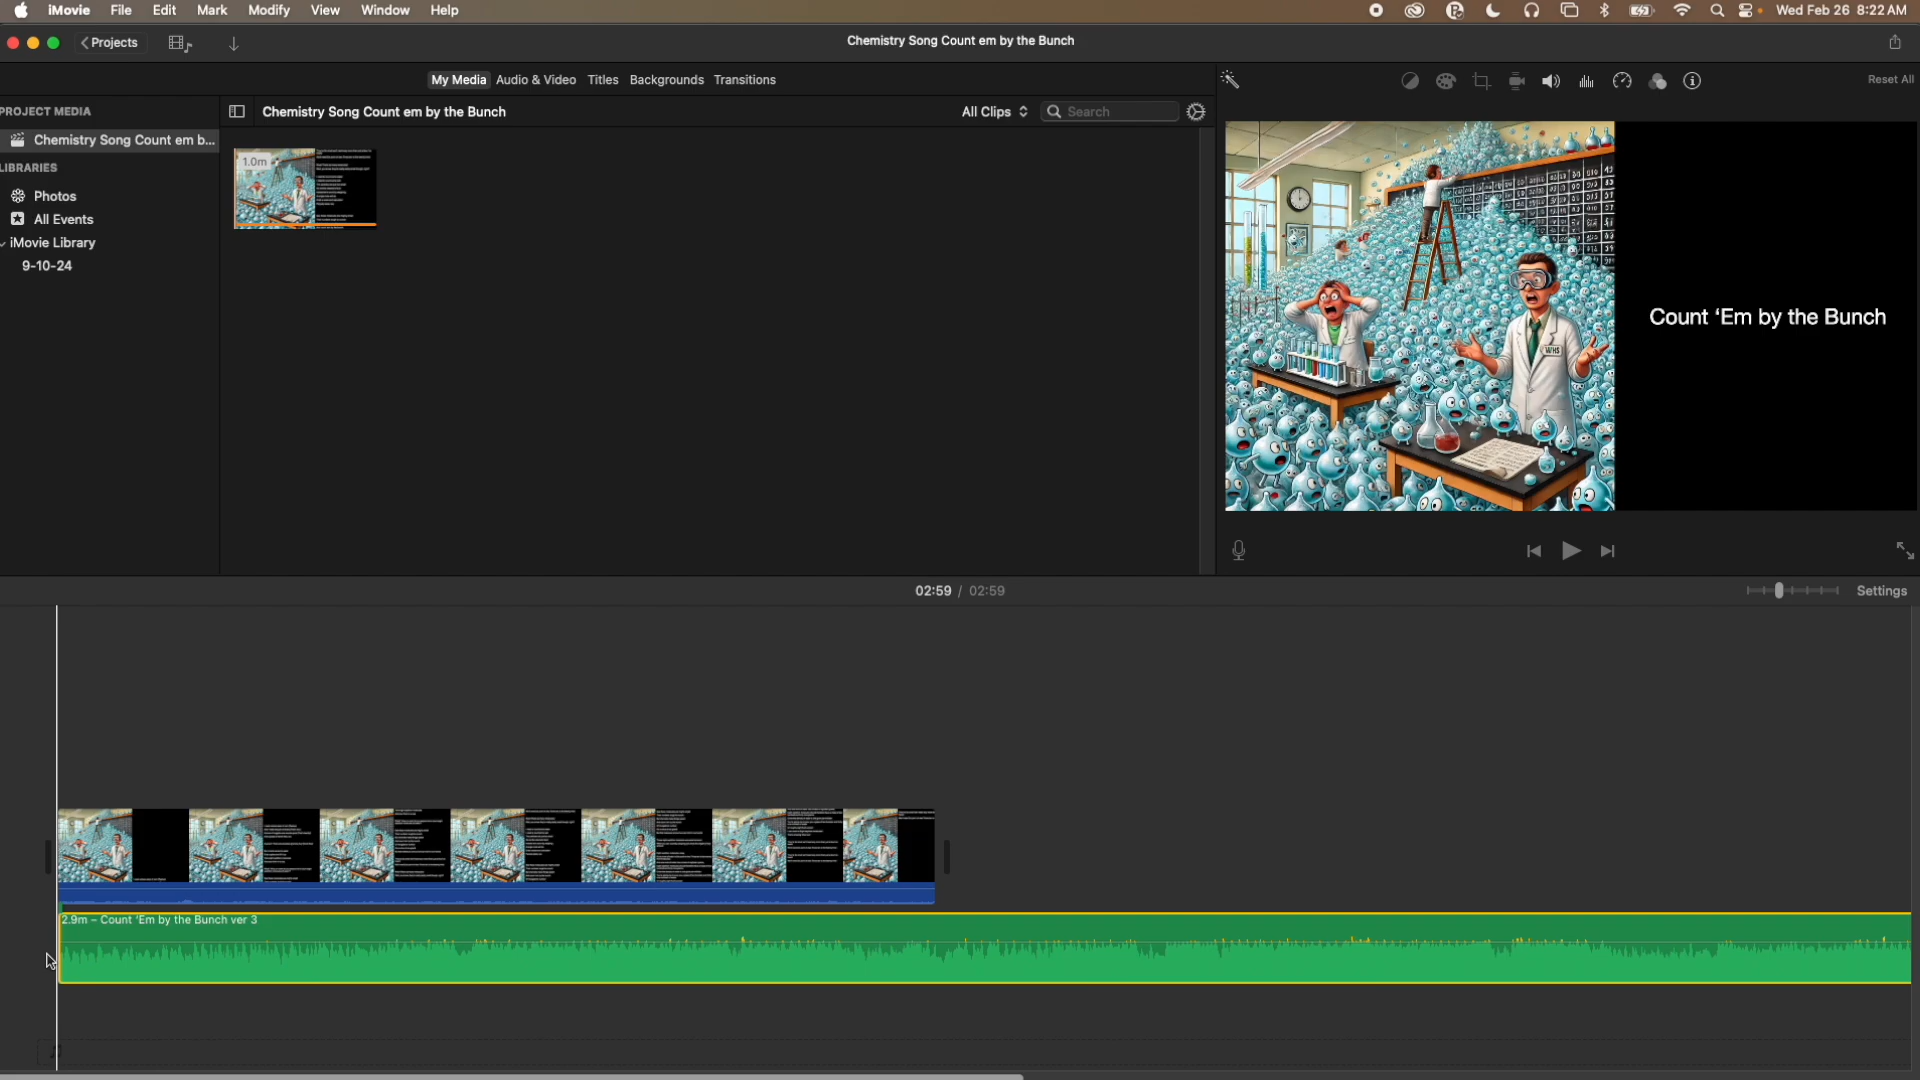 iMovie File Edit Mark Modify View Window Help
Wed Feb 26 8:22 AM
Projects
Chemistry Song Count em by the Bunch
My Media Audio & Video Titles Backgrounds Transitions
Reset All
PROJECT MEDIA
Chemistry Song Count em by the Bunch
All Clips
Search
Chemistry Song Count em b...
LIBRARIES
Photos
All Events
iMovie Library
9-10-24
1.0m
WHS
Count ‘Em by the Bunch
02:59 / 02:59
Settings
2.9m – Count ‘Em by the Bunch ver 3